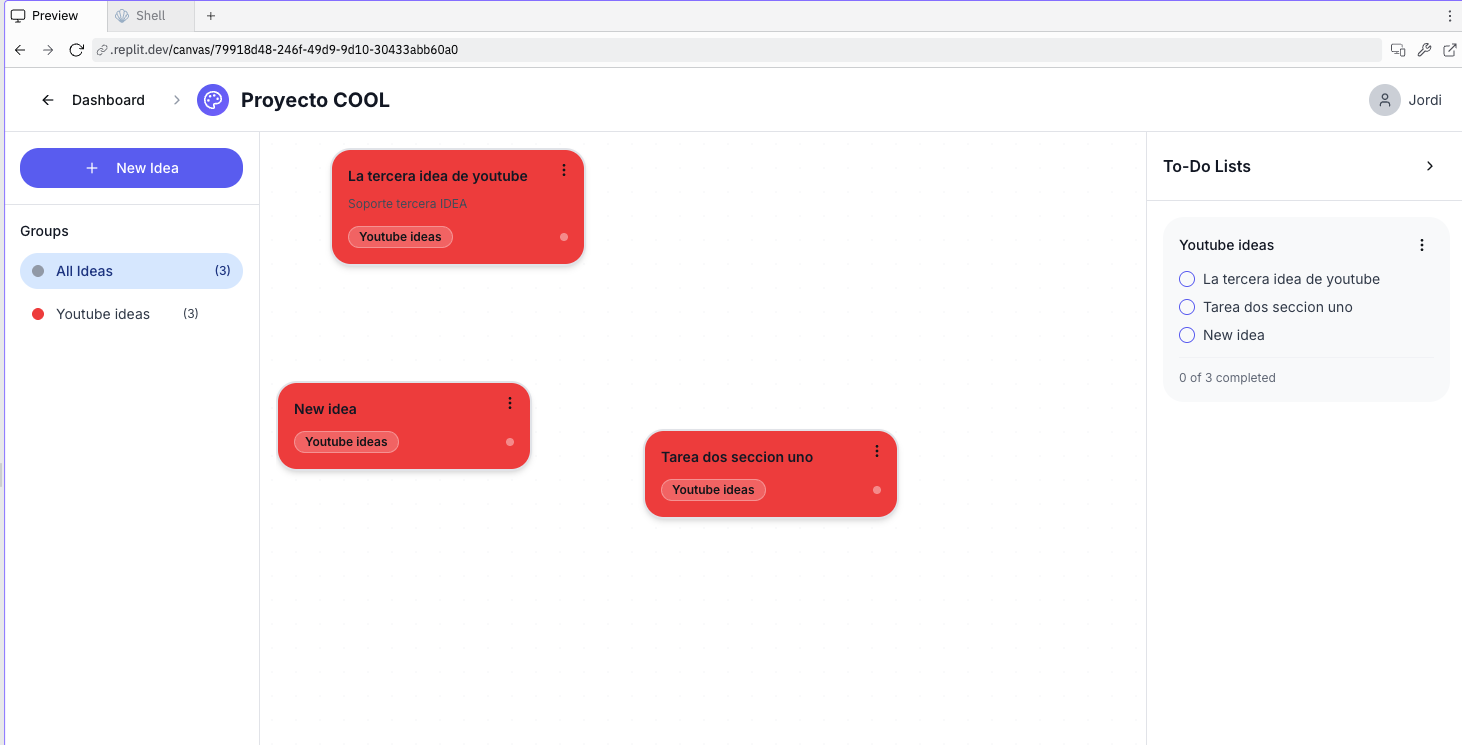 Preview
Shell
.replit.dev/canvas/79918d48-246f-49d9-9d10-30433abb60a0
Dashboard
Proyecto COOL
Jordi
+ New Idea
Groups
All Ideas (3)
Youtube ideas (3)
La tercera idea de youtube
Soporte tercera IDEA
Youtube ideas
New idea
Youtube ideas
Tarea dos seccion uno
Youtube ideas
To-Do Lists
Youtube ideas
La tercera idea de youtube
Tarea dos seccion uno
New idea
0 of 3 completed